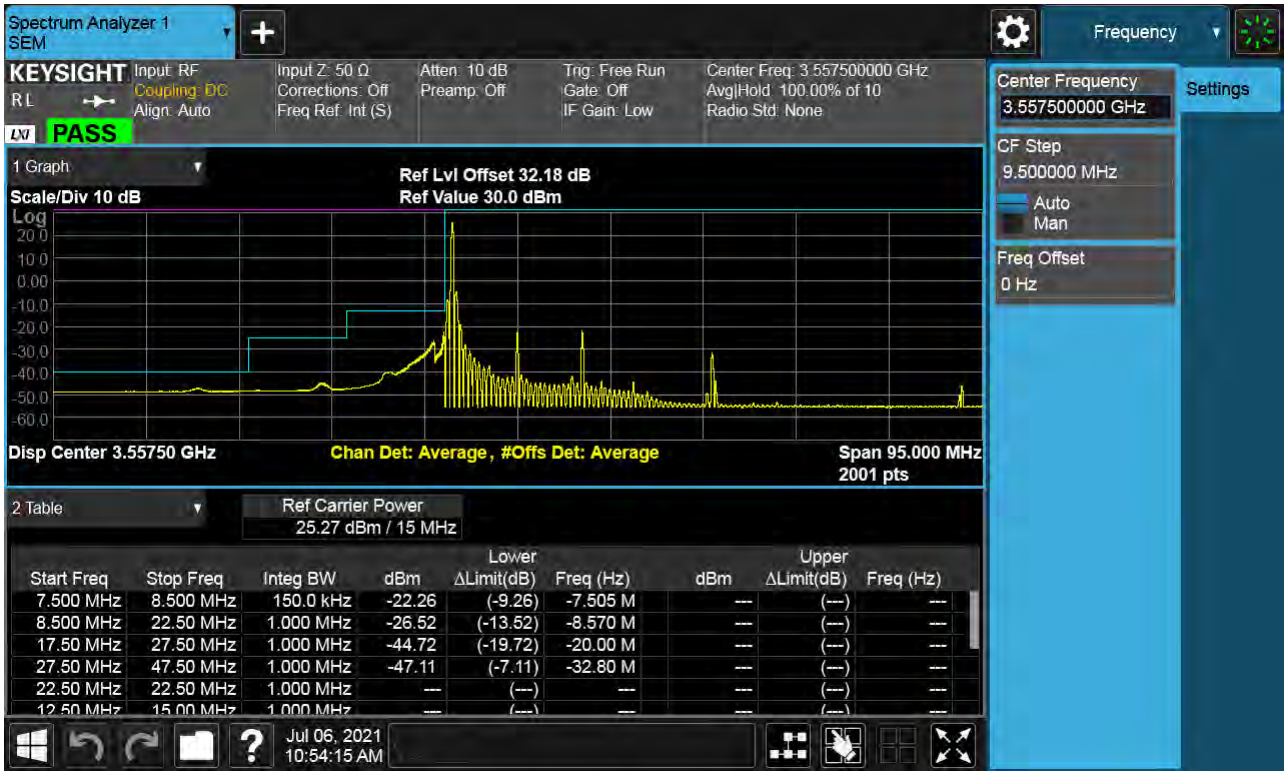 Spectrum Analyzer 1
SEM
Frequency
KEYSIGHT
RL
LXI
PASS
Input: RF
Coupling: DC
Align: Auto
Input Z: 50 Ω
Corrections: Off
Freq Ref: Int (S)
Atten: 10 dB
Preamp: Off
Trig: Free Run
Gate: Off
IF Gain: Low
Center Freq: 3.557500000 GHz
Avg|Hold: 100.00% of 10
Radio Std: None
Center Frequency
3.557500000 GHz
Settings
CF Step
9.500000 MHz
Auto
Man
Freq Offset
0 Hz
1 Graph
Scale/Div 10 dB
Ref Lvl Offset 32.18 dB
Ref Value 30.0 dBm
Log
20.0
10.0
0.00
-10.0
-20.0
-30.0
-40.0
-50.0
-60.0
Disp Center 3.55750 GHz
Chan Det: Average, #Offs Det: Average
Span 95.000 MHz
2001 pts
2 Table
Ref Carrier Power
25.27 dBm / 15 MHz
Lower Upper
Start Freq Stop Freq Integ BW dBm ΔLimit(dB) Freq (Hz) dBm ΔLimit(dB) Freq (Hz)
7.500 MHz 8.500 MHz 150.0 kHz -22.26 (-9.26) -7.505 M --- (---) ---
8.500 MHz 22.50 MHz 1.000 MHz -26.52 (-13.52) -8.570 M --- (---) ---
17.50 MHz 27.50 MHz 1.000 MHz -44.72 (-19.72) -20.00 M --- (---) ---
27.50 MHz 47.50 MHz 1.000 MHz -47.11 (-7.11) -32.80 M --- (---) ---
22.50 MHz 22.50 MHz 1.000 MHz --- (---) --- --- (---) ---
12.50 MHz 15.00 MHz 1.000 MHz --- (---) --- --- (---) ---
?
Jul 06, 2021
10:54:15 AM